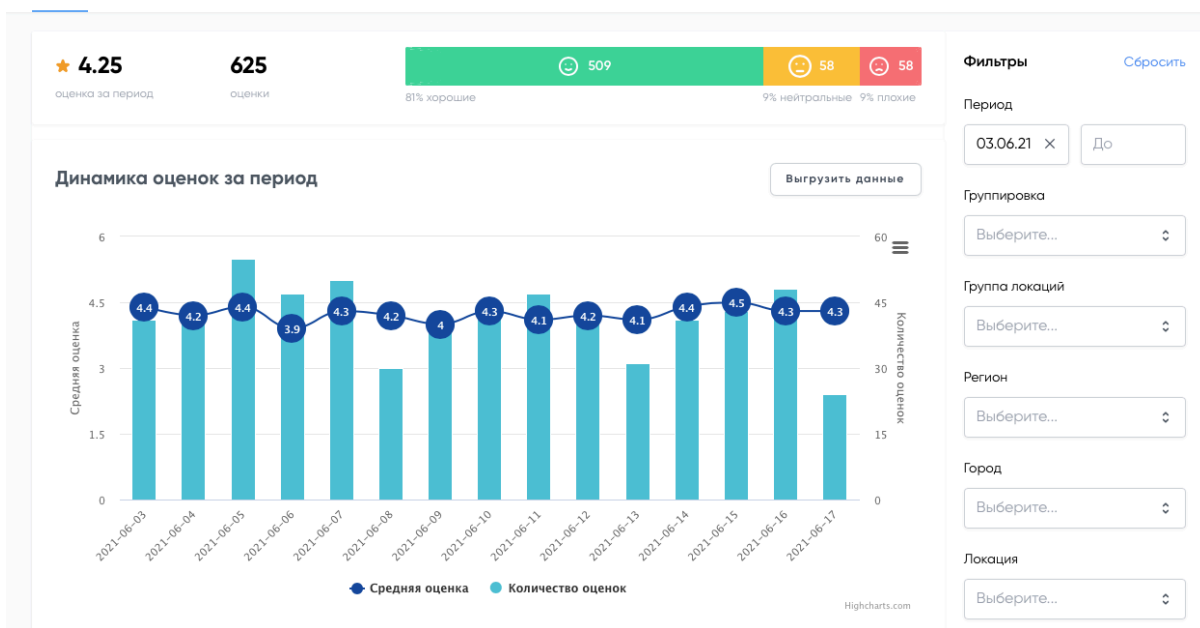 4.25
оценка за период
625
оценки
509
58
58
81% хорошие
9% нейтральные
9% плохие
Динамика оценок за период
Выгрузить данные
6
4.5
3
1.5
0
Средняя оценка
60
45
30
15
0
Количество оценок
4.4
4.2
4.4
3.9
4.3
4.2
4
4.3
4.1
4.2
4.1
4.4
4.5
4.3
4.3
2021-06-03
2021-06-04
2021-06-05
2021-06-06
2021-06-07
2021-06-08
2021-06-09
2021-06-10
2021-06-11
2021-06-12
2021-06-13
2021-06-14
2021-06-15
2021-06-16
2021-06-17
Средняя оценка
Количество оценок
Highcharts.com
Фильтры
Сбросить
Период
03.06.21
До
Группировка
Выберите...
Группа локаций
Выберите...
Регион
Выберите...
Город
Выберите...
Локация
Выберите...